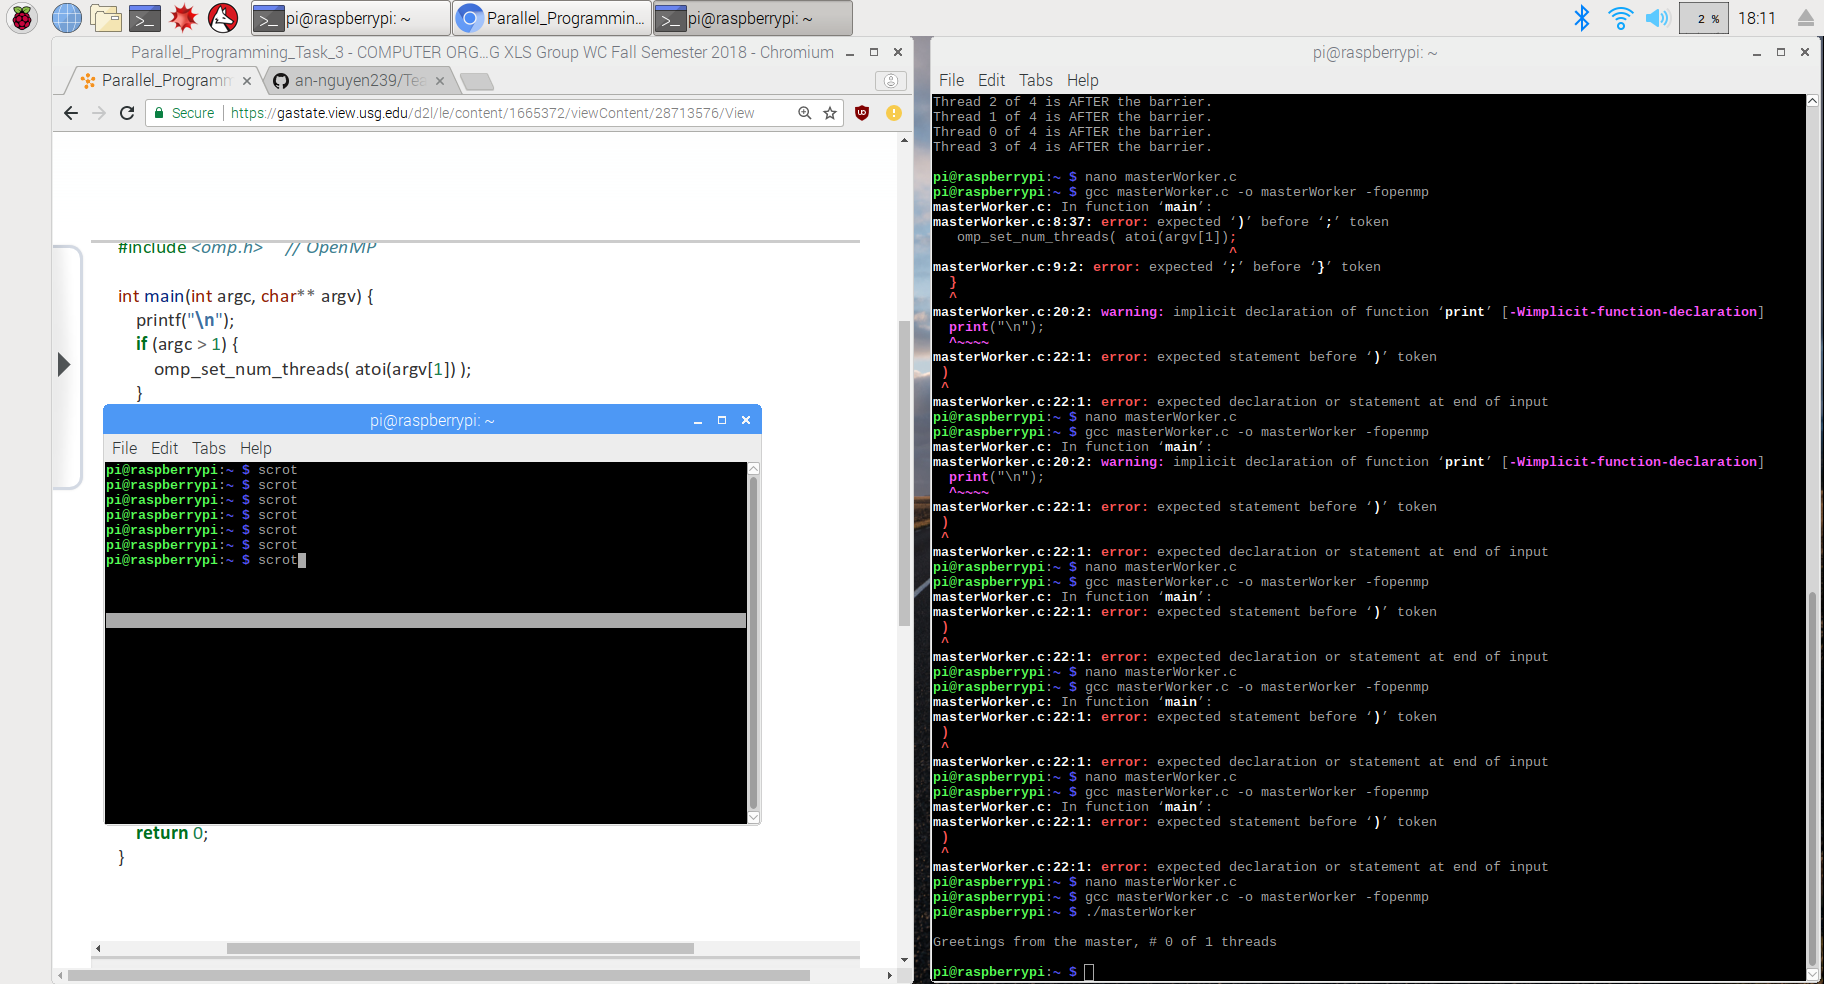 pi@raspberrypi: ~
Parallel_Programmin...
pi@raspberrypi: ~
2 %
18:11
Parallel_Programming_Task_3 - COMPUTER ORG...G XLS Group WC Fall Semester 2018 - Chromium
Parallel_Programm
an-nguyen239/Tea
Secure
https://gastate.view.usg.edu/d2l/le/content/1665372/viewContent/28713576/View
#include <omp.h> // OpenMP
int main(int argc, char** argv) {
printf("\n");
if (argc > 1) {
omp_set_num_threads( atoi(argv[1]) );
}
pi@raspberrypi: ~
File Edit Tabs Help
pi@raspberrypi:~ $ scrot
pi@raspberrypi:~ $ scrot
pi@raspberrypi:~ $ scrot
pi@raspberrypi:~ $ scrot
pi@raspberrypi:~ $ scrot
pi@raspberrypi:~ $ scrot
pi@raspberrypi:~ $ scrot
return 0;
}
pi@raspberrypi: ~
File Edit Tabs Help
Thread 2 of 4 is AFTER the barrier.
Thread 1 of 4 is AFTER the barrier.
Thread 0 of 4 is AFTER the barrier.
Thread 3 of 4 is AFTER the barrier.
pi@raspberrypi:~ $ nano masterWorker.c
pi@raspberrypi:~ $ gcc masterWorker.c -o masterWorker -fopenmp
masterWorker.c: In function ‘main’:
masterWorker.c:8:37: error: expected ‘)’ before ‘;’ token
omp_set_num_threads( atoi(argv[1]);
^
masterWorker.c:9:2: error: expected ‘;’ before ‘}’ token
}
^
masterWorker.c:20:2: warning: implicit declaration of function ‘print’ [-Wimplicit-function-declaration]
print("\n");
^~~~~
masterWorker.c:22:1: error: expected statement before ‘)’ token
)
^
masterWorker.c:22:1: error: expected declaration or statement at end of input
pi@raspberrypi:~ $ nano masterWorker.c
pi@raspberrypi:~ $ gcc masterWorker.c -o masterWorker -fopenmp
masterWorker.c: In function ‘main’:
masterWorker.c:20:2: warning: implicit declaration of function ‘print’ [-Wimplicit-function-declaration]
print("\n");
^~~~~
masterWorker.c:22:1: error: expected statement before ‘)’ token
)
^
masterWorker.c:22:1: error: expected declaration or statement at end of input
pi@raspberrypi:~ $ nano masterWorker.c
pi@raspberrypi:~ $ gcc masterWorker.c -o masterWorker -fopenmp
masterWorker.c: In function ‘main’:
masterWorker.c:22:1: error: expected statement before ‘)’ token
)
^
masterWorker.c:22:1: error: expected declaration or statement at end of input
pi@raspberrypi:~ $ nano masterWorker.c
pi@raspberrypi:~ $ gcc masterWorker.c -o masterWorker -fopenmp
masterWorker.c: In function ‘main’:
masterWorker.c:22:1: error: expected statement before ‘)’ token
)
^
masterWorker.c:22:1: error: expected declaration or statement at end of input
pi@raspberrypi:~ $ nano masterWorker.c
pi@raspberrypi:~ $ gcc masterWorker.c -o masterWorker -fopenmp
masterWorker.c: In function ‘main’:
masterWorker.c:22:1: error: expected statement before ‘)’ token
)
^
masterWorker.c:22:1: error: expected declaration or statement at end of input
pi@raspberrypi:~ $ nano masterWorker.c
pi@raspberrypi:~ $ gcc masterWorker.c -o masterWorker -fopenmp
pi@raspberrypi:~ $ ./masterWorker
Greetings from the master, # 0 of 1 threads
pi@raspberrypi:~ $